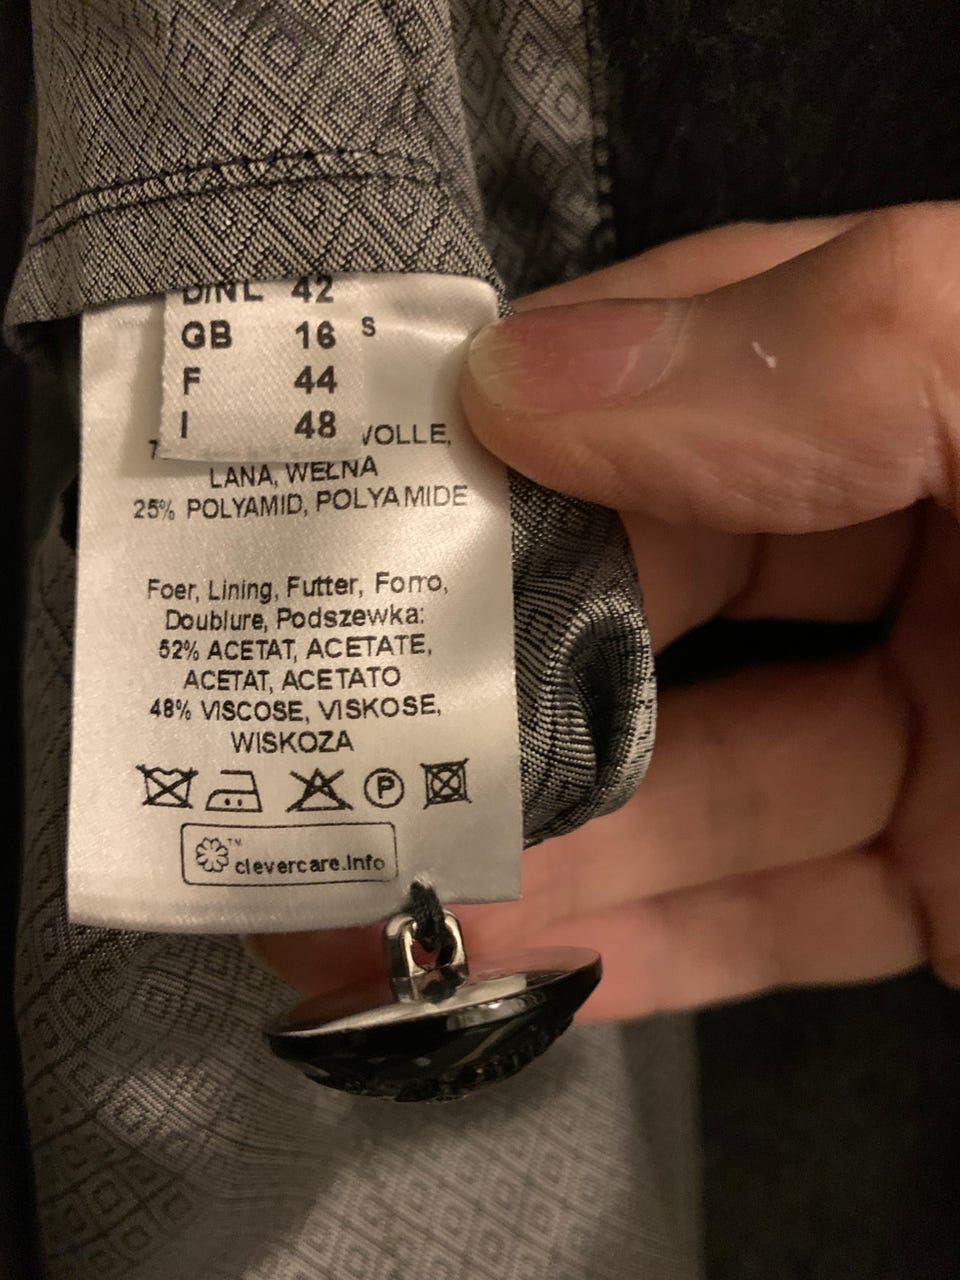 D/NL 42
GB 16 S
F 44
I 48
LANA, WEŁNA
25% POLYAMID, POLYAMIDE
Foer, Lining, Futter, Forro,
Doublure, Podszewka:
52% ACETAT, ACETATE,
ACETAT, ACETATO
48% VISCOSE, VISKOSE,
WISKOZA
P
clevercare.info
TM